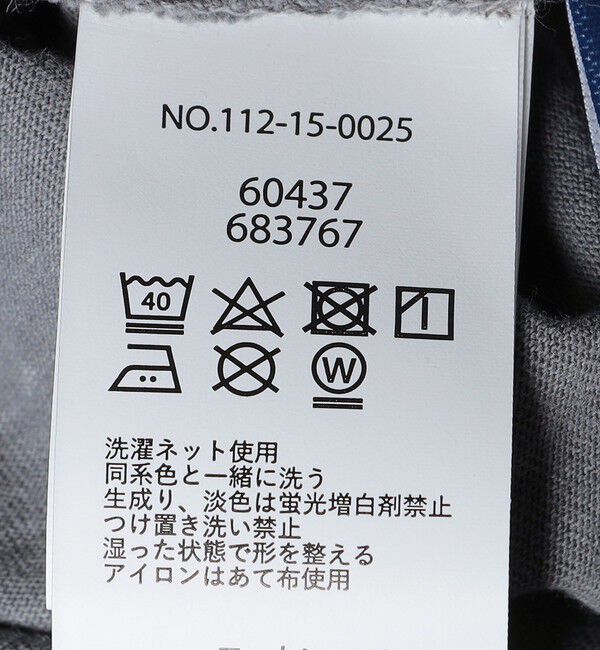 NO.112-15-0025
60437
683767
40
W
洗濯ネット使用
同系色と一緒に洗う
生成り、淡色は蛍光増白剤禁止
つけ置き洗い禁止
湿った状態で形を整える
アイロンはあて布使用